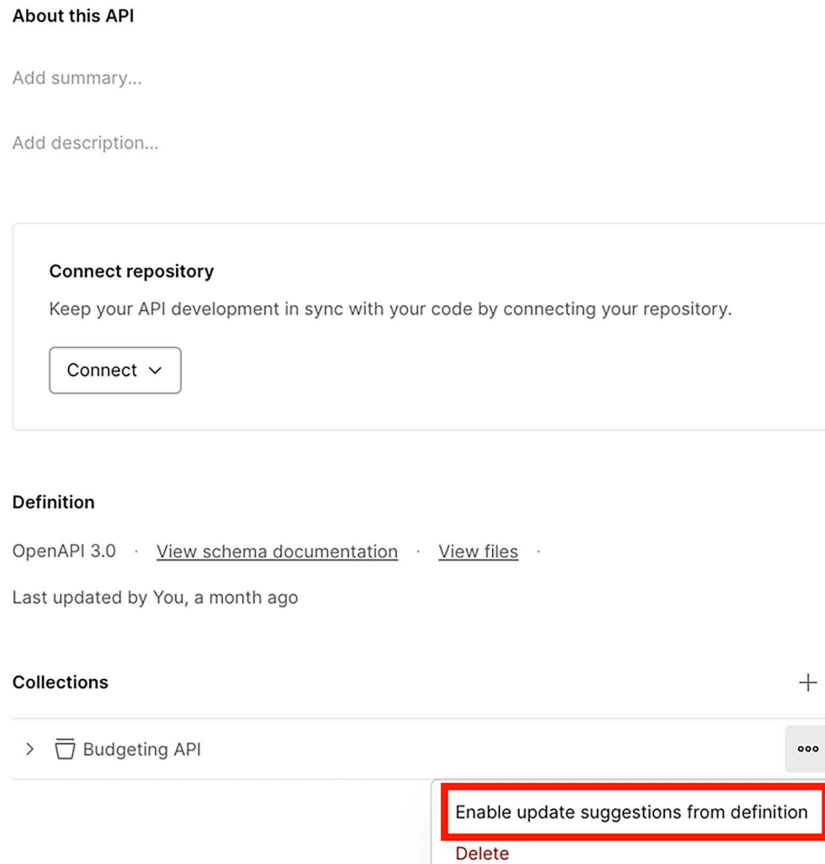 About this API
Add summary...
Add description...
Connect repository
Keep your API development in sync with your code by connecting your repository.
Connect
Definition
OpenAPI 3.0 · View schema documentation · View files ·
Last updated by You, a month ago
Collections
Budgeting API
Enable update suggestions from definition
Delete